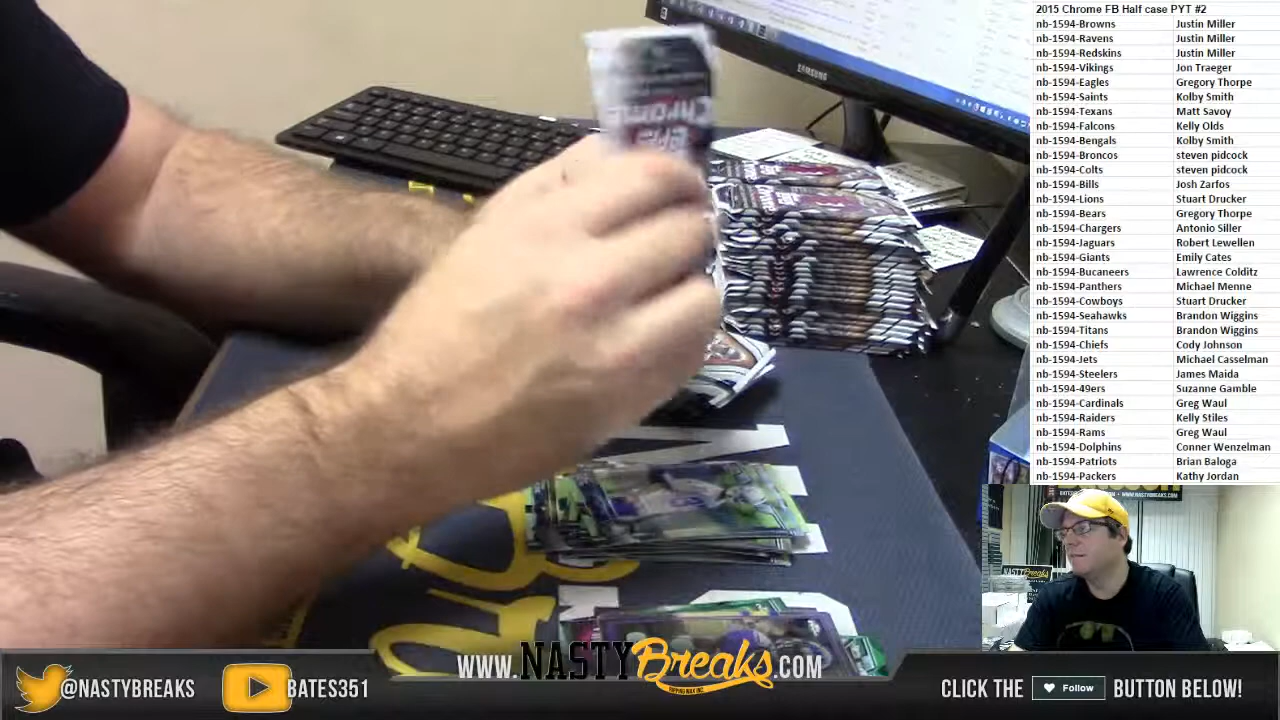 2015 Chrome FB Half case PYT #2
nb-1594-Browns Justin Miller
nb-1594-Ravens Justin Miller
nb-1594-Redskins Justin Miller
nb-1594-Vikings Jon Traeger
nb-1594-Eagles Gregory Thorpe
nb-1594-Saints Kolby Smith
nb-1594-Texans Matt Savoy
nb-1594-Falcons Kelly Olds
nb-1594-Bengals Kolby Smith
nb-1594-Broncos steven pidcock
nb-1594-Colts steven pidcock
nb-1594-Bills Josh Zarfos
nb-1594-Lions Stuart Drucker
nb-1594-Bears Gregory Thorpe
nb-1594-Chargers Antonio Siller
nb-1594-Jaguars Robert Lewellen
nb-1594-Giants Emily Cates
nb-1594-Bucaneers Lawrence Colditz
nb-1594-Panthers Michael Menne
nb-1594-Cowboys Stuart Drucker
nb-1594-Seahawks Brandon Wiggins
nb-1594-Titans Brandon Wiggins
nb-1594-Chiefs Cody Johnson
nb-1594-Jets Michael Casselman
nb-1594-Steelers James Maida
nb-1594-49ers Suzanne Gamble
nb-1594-Cardinals Greg Waul
nb-1594-Raiders Kelly Stiles
nb-1594-Rams Greg Waul
nb-1594-Dolphins Conner Wenzelman
nb-1594-Patriots Brian Baloga
nb-1594-Packers Kathy Jordan
SAMSUNG
Chrome
NASTY Breaks
@NASTYBREAKS
BATES351
WWW.NASTYBreaks.COM
RIPPING WAX INC.
CLICK THE Follow BUTTON BELOW!